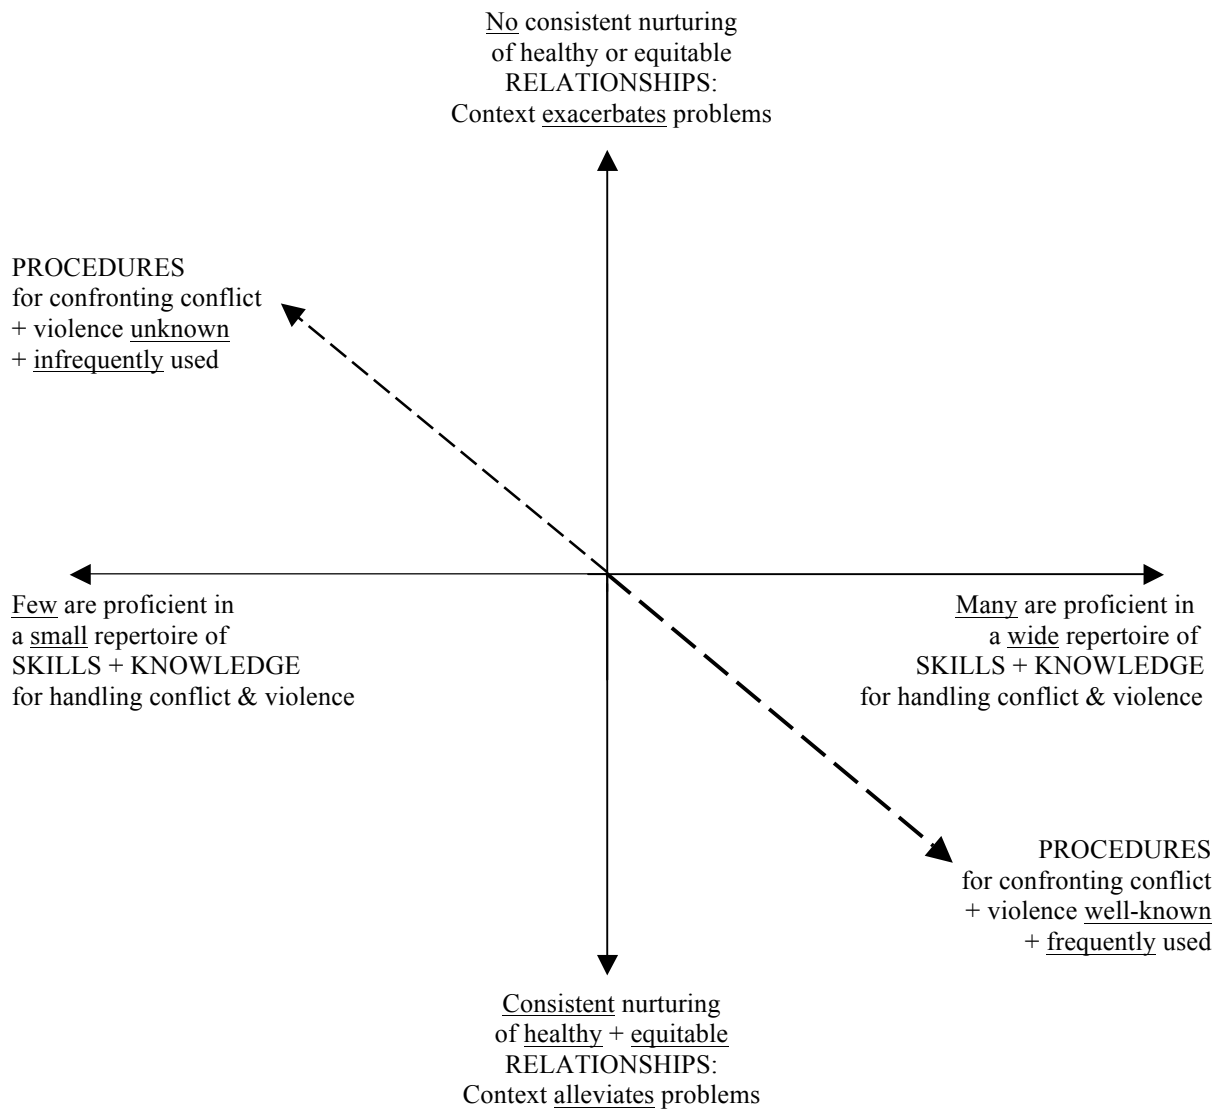 No consistent nurturing
of healthy or equitable
RELATIONSHIPS:
Context exacerbates problems
PROCEDURES
for confronting conflict
+ violence unknown
+ infrequently used
Few are proficient in
a small repertoire of
SKILLS + KNOWLEDGE
for handling conflict & violence
Many are proficient in
a wide repertoire of
SKILLS + KNOWLEDGE
for handling conflict & violence
PROCEDURES
for confronting conflict
+ violence well-known
+ frequently used
Consistent nurturing
of healthy + equitable
RELATIONSHIPS:
Context alleviates problems